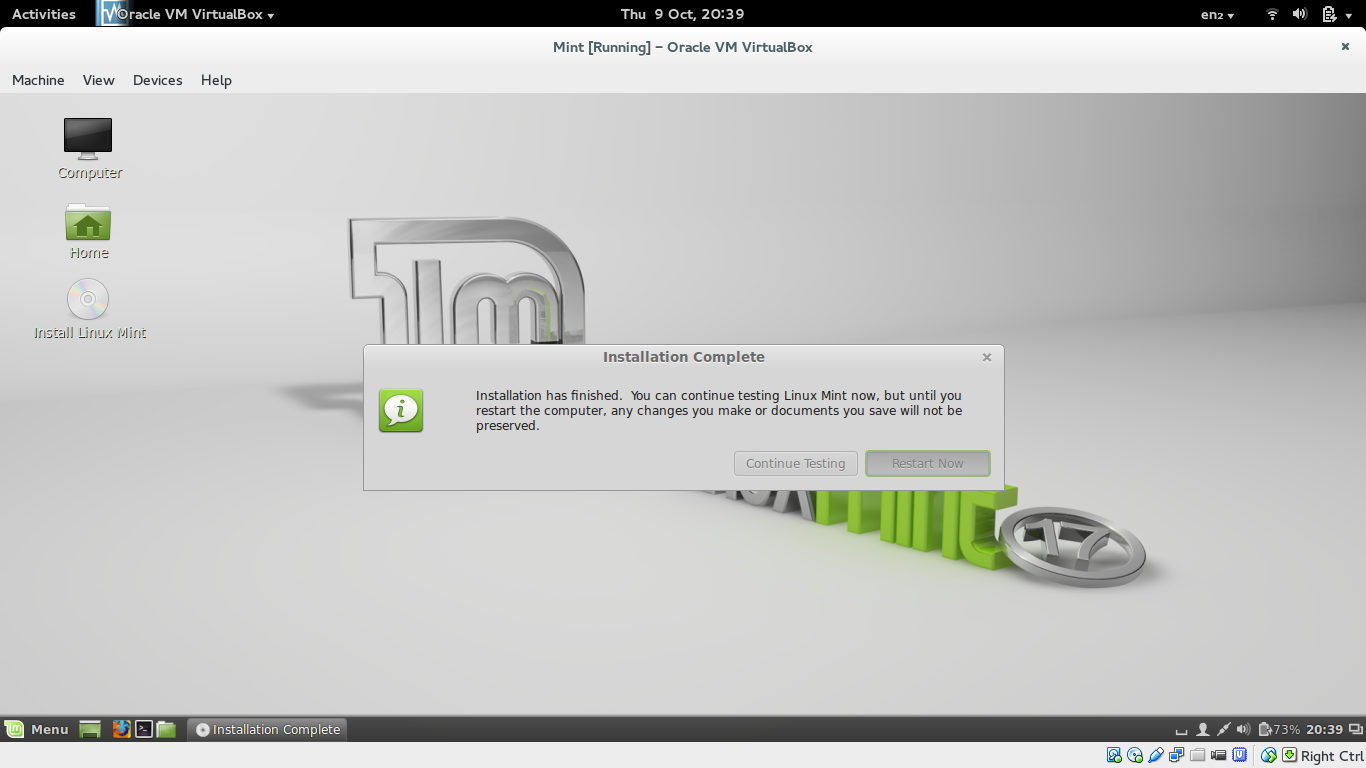 Activities
Oracle VM VirtualBox
Thu 9 Oct, 20:39
en₂
Mint [Running] – Oracle VM VirtualBox
Machine View Devices Help
Computer
Home
Install Linux Mint
Installation Complete
Installation has finished. You can continue testing Linux Mint now, but until you
restart the computer, any changes you make or documents you save will not be
preserved.
Continue Testing Restart Now
mint
17
Menu
Installation Complete
73% 20:39
Right Ctrl